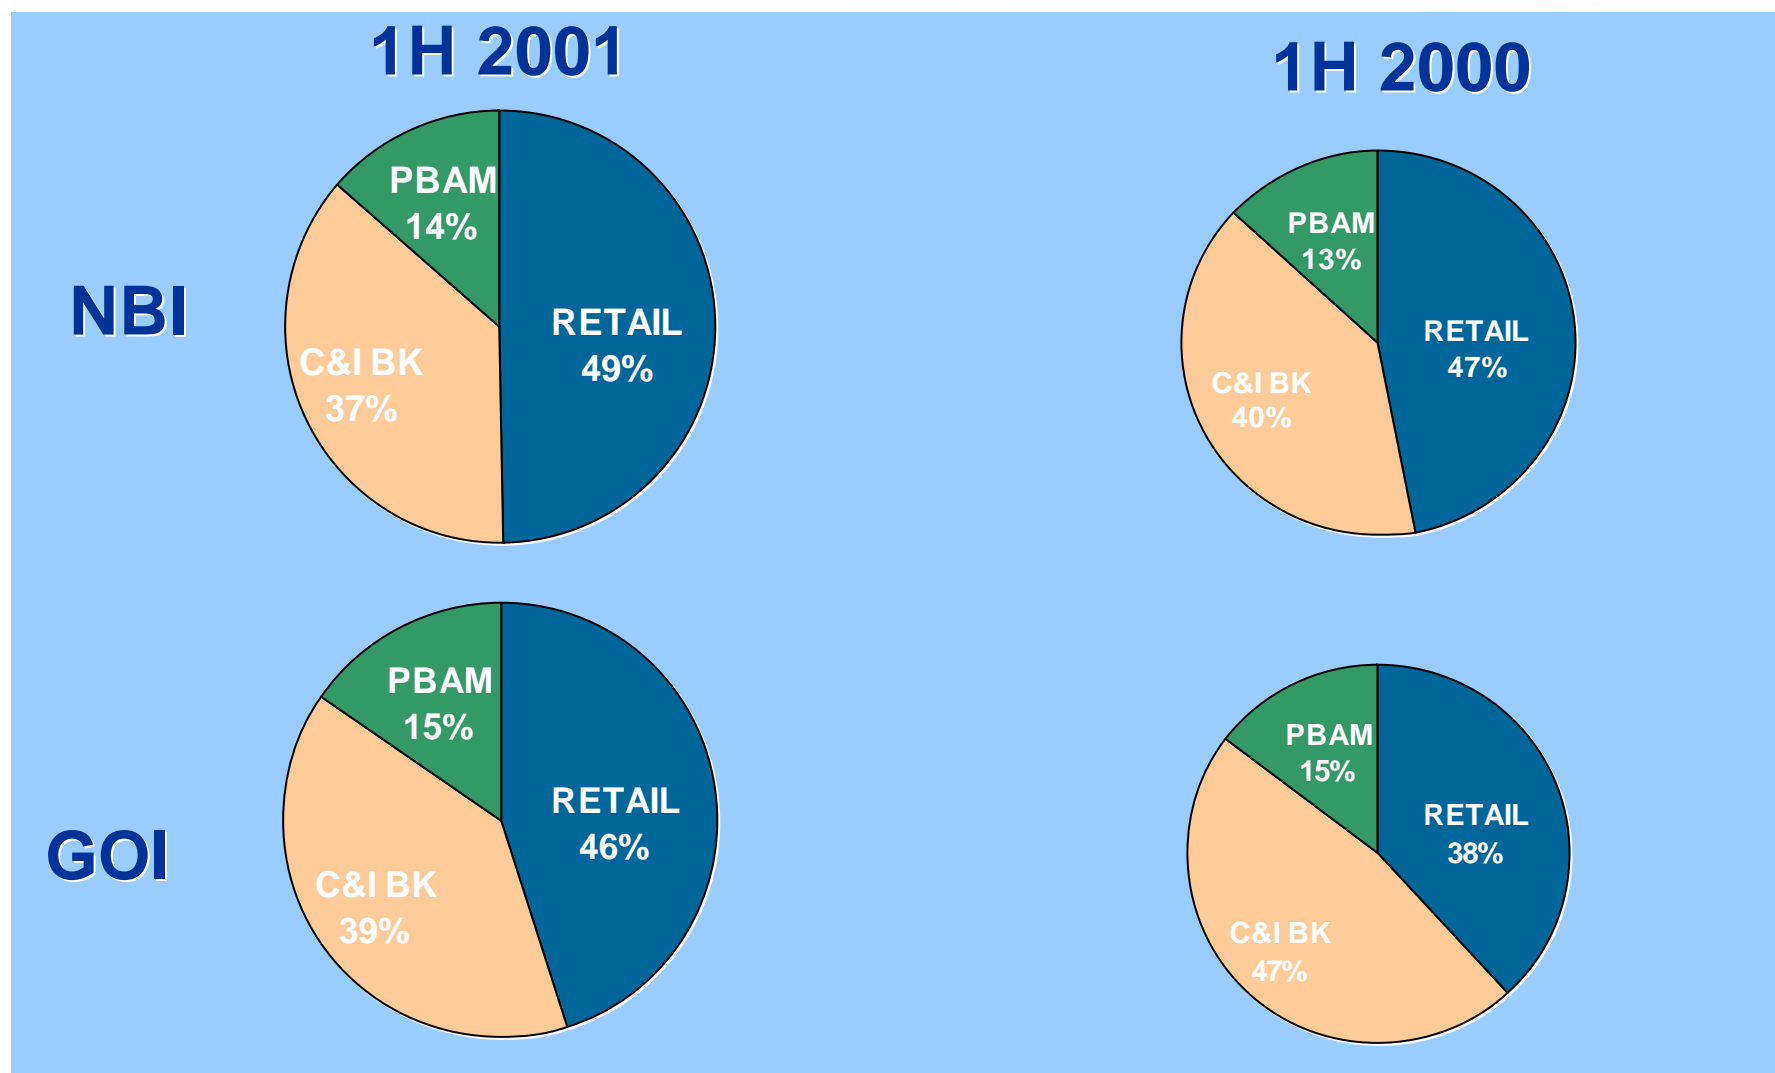 1H 2001
1H 2000
NBI
PBAM
14%
RETAIL
49%
C&I BK
37%
PBAM
13%
RETAIL
47%
C&I BK
40%
GOI
PBAM
15%
RETAIL
46%
C&I BK
39%
PBAM
15%
RETAIL
38%
C&I BK
47%